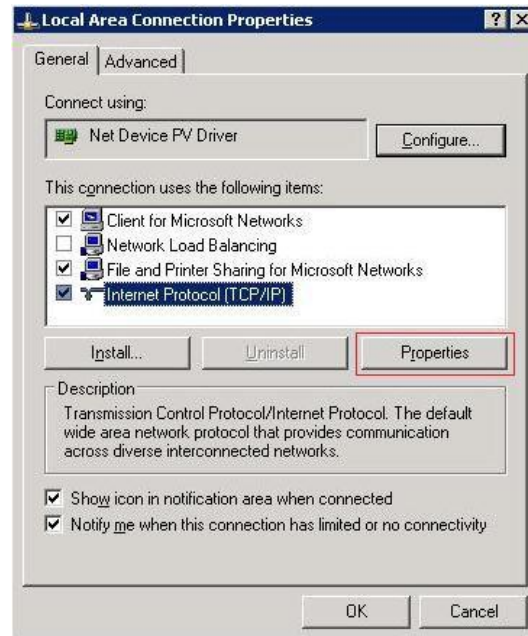 Local Area Connection Properties
General
Advanced
Connect using:
Net Device PV Driver
Configure...
This connection uses the following items:
Client for Microsoft Networks
Network Load Balancing
File and Printer Sharing for Microsoft Networks
Internet Protocol (TCP/IP)
Install...
Uninstall
Properties
Description
Transmission Control Protocol/Internet Protocol. The default
wide area network protocol that provides communication
across diverse interconnected networks.
Show icon in notification area when connected
Notify me when this connection has limited or no connectivity
OK
Cancel